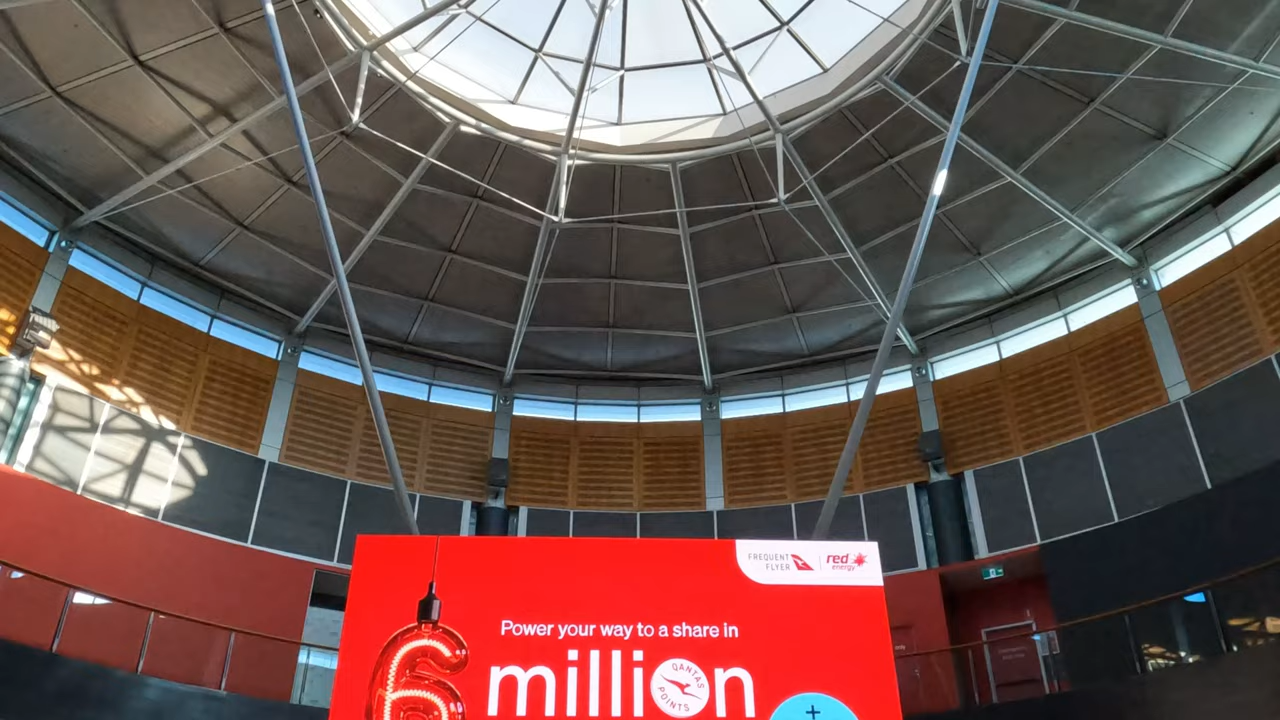 FREQUENT
FLYER
red
energy
Power your way to a share in
6 million
QANTAS
POINTS